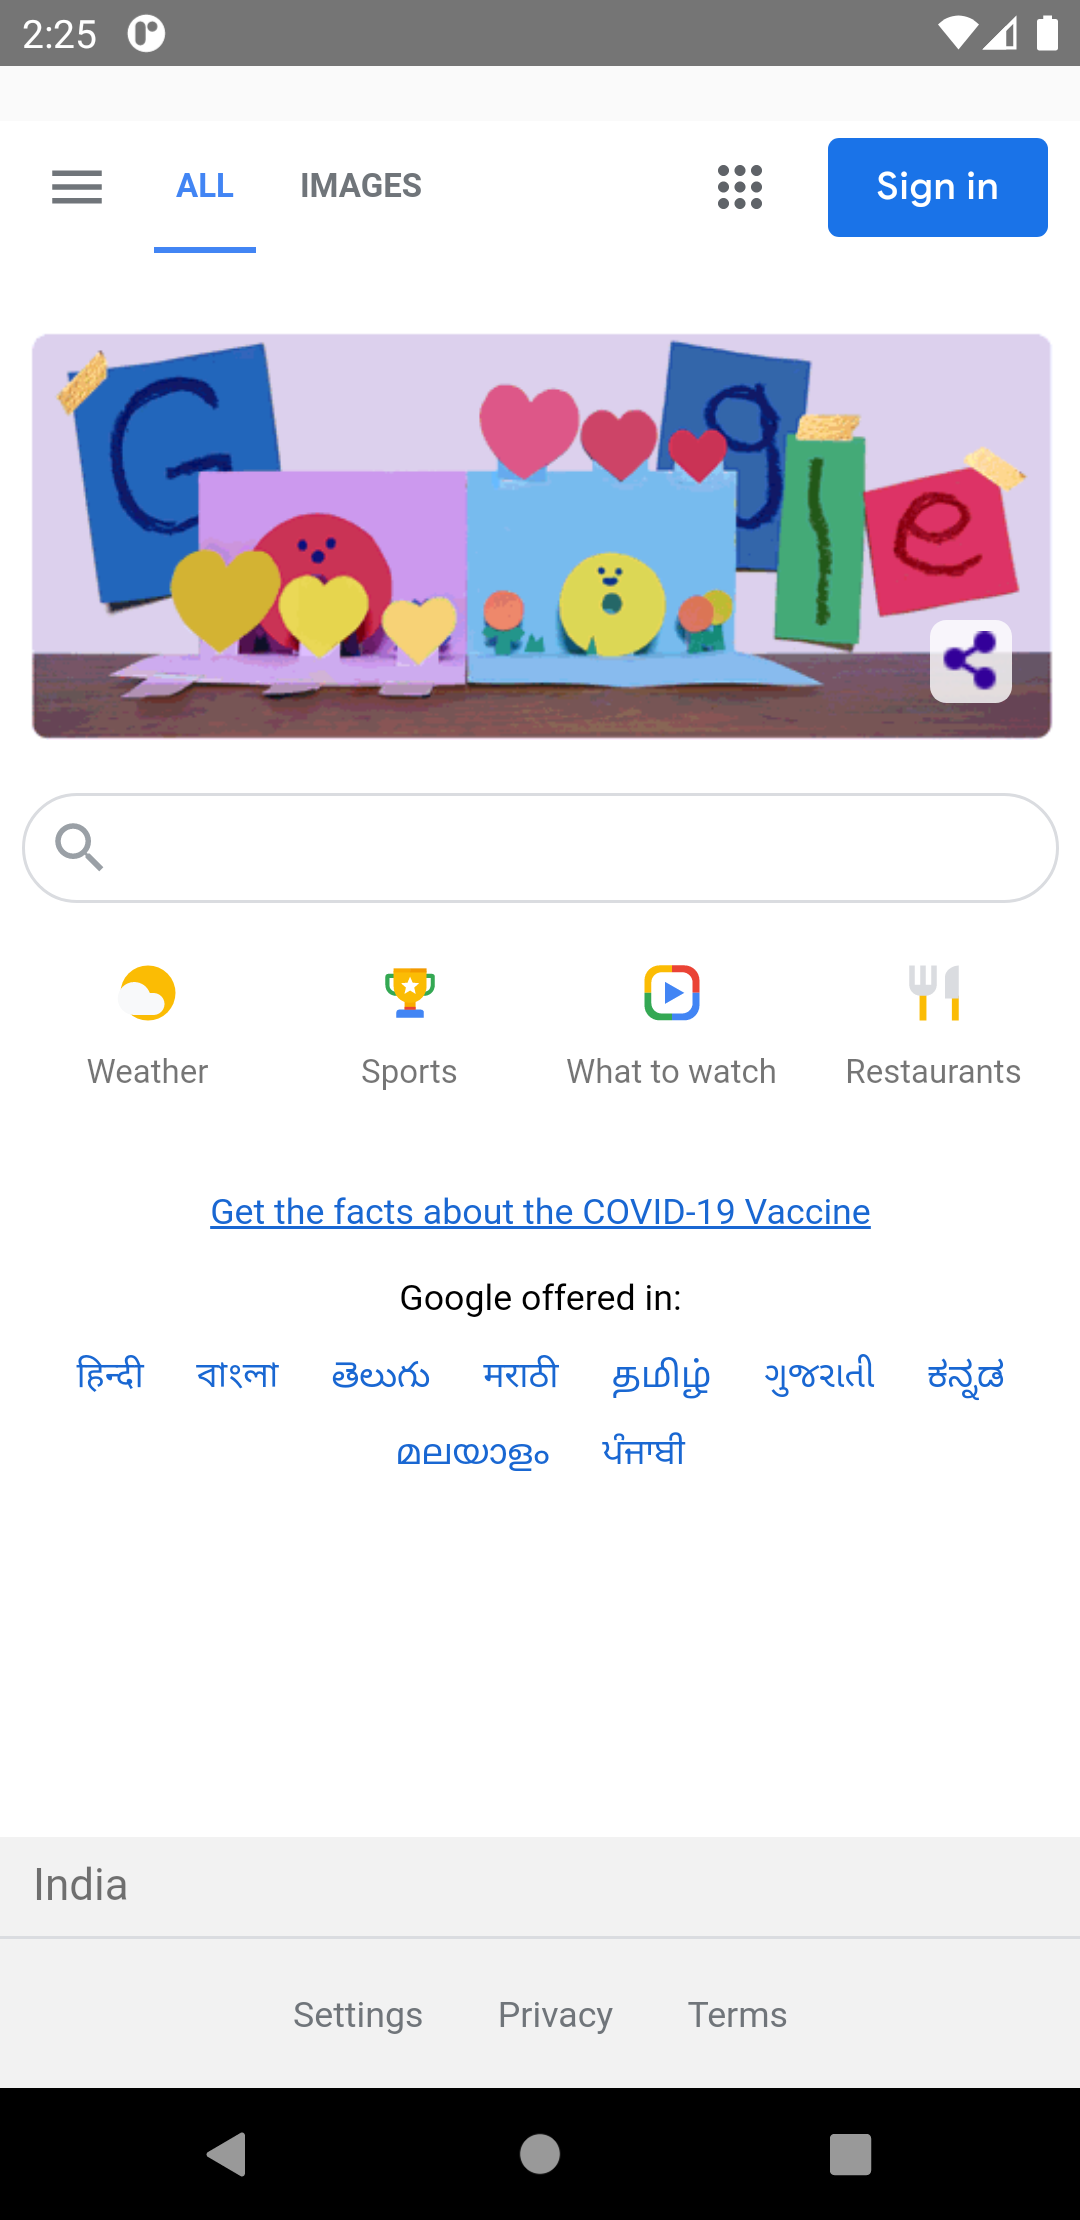 2:25
ALL IMAGES Sign in
G gle
Weather Sports What to watch Restaurants
Get the facts about the COVID-19 Vaccine
Google offered in:
हिन्दी বাংলা తెలుగు मराठी தமிழ் ગુજરાતી ಕನ್ನಡ
മലയാളം ਪੰਜਾਬੀ
India
Settings Privacy Terms